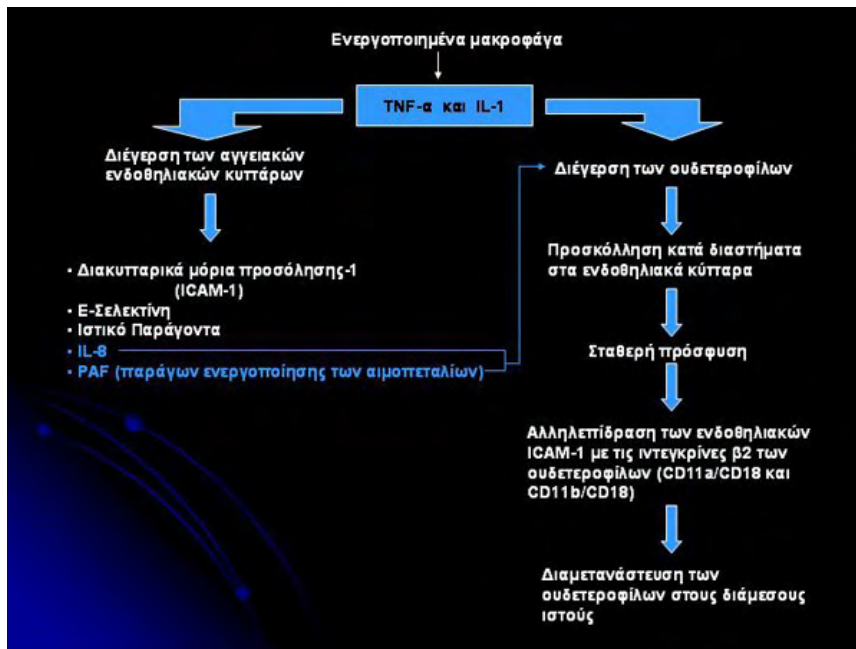 Ενεργοποιημένα μακροφάγα
TNF-α και IL-1
Διέγερση των αγγειακών
ενδοθηλιακών κυττάρων
• Διακυτταρικά μόρια προσόλησης-1
(ICAM-1)
• Ε-Σελεκτίνη
• Ιστικό Παράγοντα
• IL-8
• PAF (παράγων ενεργοποίησης των αιμοπεταλίων)
Διέγερση των ουδετεροφίλων
Προσκόλληση κατά διαστήματα
στα ενδοθηλιακά κύτταρα
Σταθερή πρόσφυση
Αλληλεπίδραση των ενδοθηλιακών
ICAM-1 με τις ιντεγκρίνες β2 των
ουδετεροφίλων (CD11a/CD18 και
CD11b/CD18)
Διαμετανάστευση των
ουδετεροφίλων στους διάμεσους
ιστούς